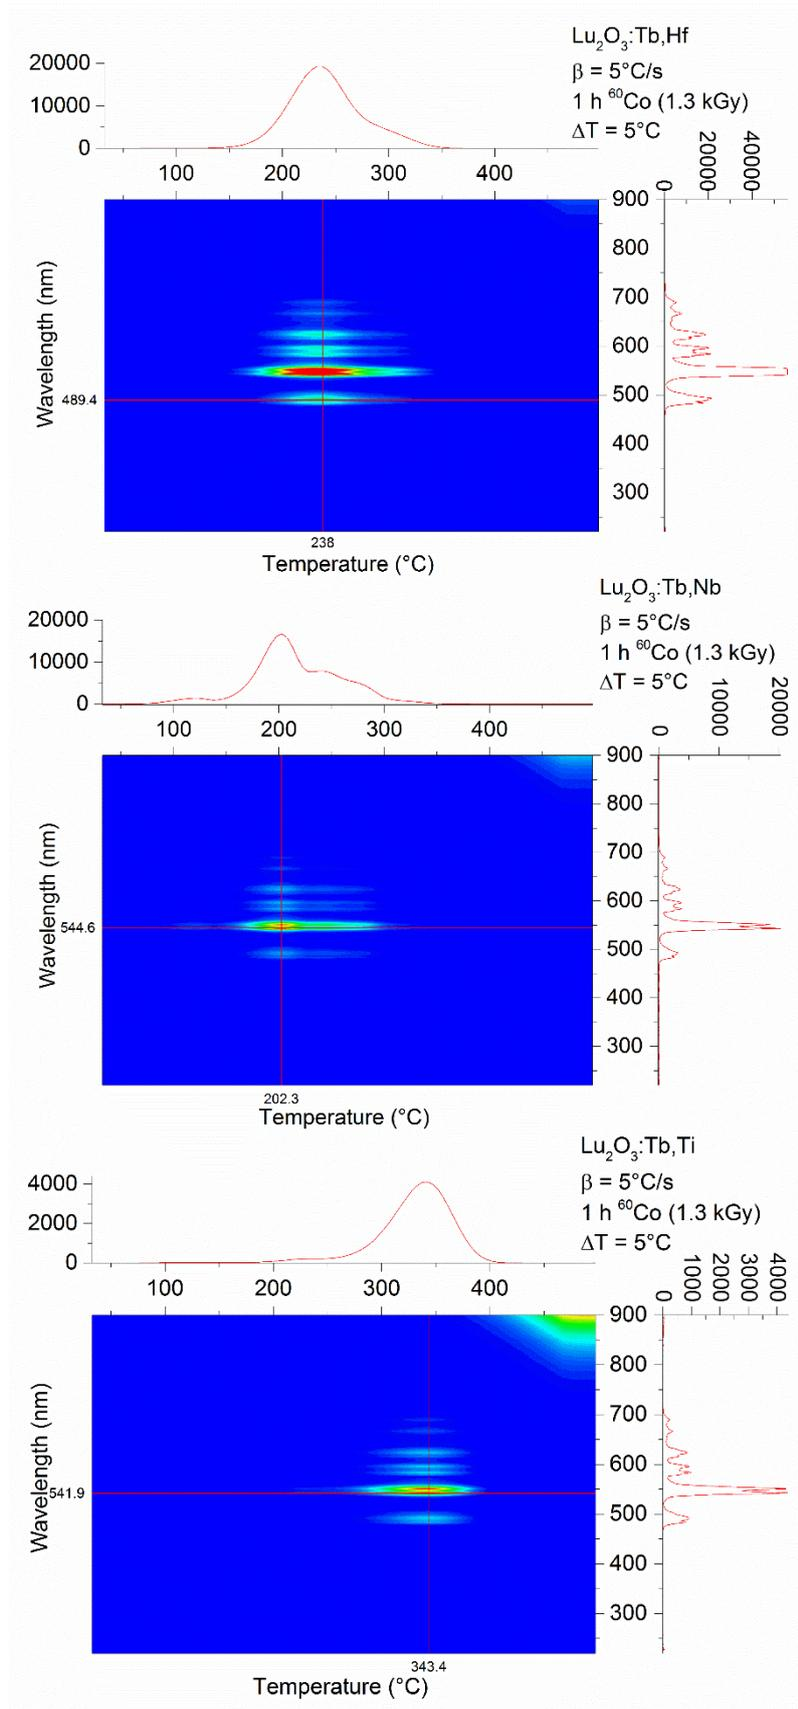 Lu₂O₃:Tb,Hf
β = 5°C/s
1 h ⁶⁰Co (1.3 kGy)
ΔT = 5°C
20000
10000
0
100 200 300 400
0 20000 40000
900
800
700
600
500
400
300
Wavelength (nm)
489.4
238
Temperature (°C)
Lu₂O₃:Tb,Nb
β = 5°C/s
1 h ⁶⁰Co (1.3 kGy)
ΔT = 5°C
20000
10000
0
100 200 300 400
0 10000 20000
900
800
700
600
500
400
300
Wavelength (nm)
544.6
202.3
Temperature (°C)
Lu₂O₃:Tb,Ti
β = 5°C/s
1 h ⁶⁰Co (1.3 kGy)
ΔT = 5°C
4000
2000
0
100 200 300 400
0 1000 2000 3000 4000
900
800
700
600
500
400
300
Wavelength (nm)
541.9
343.4
Temperature (°C)